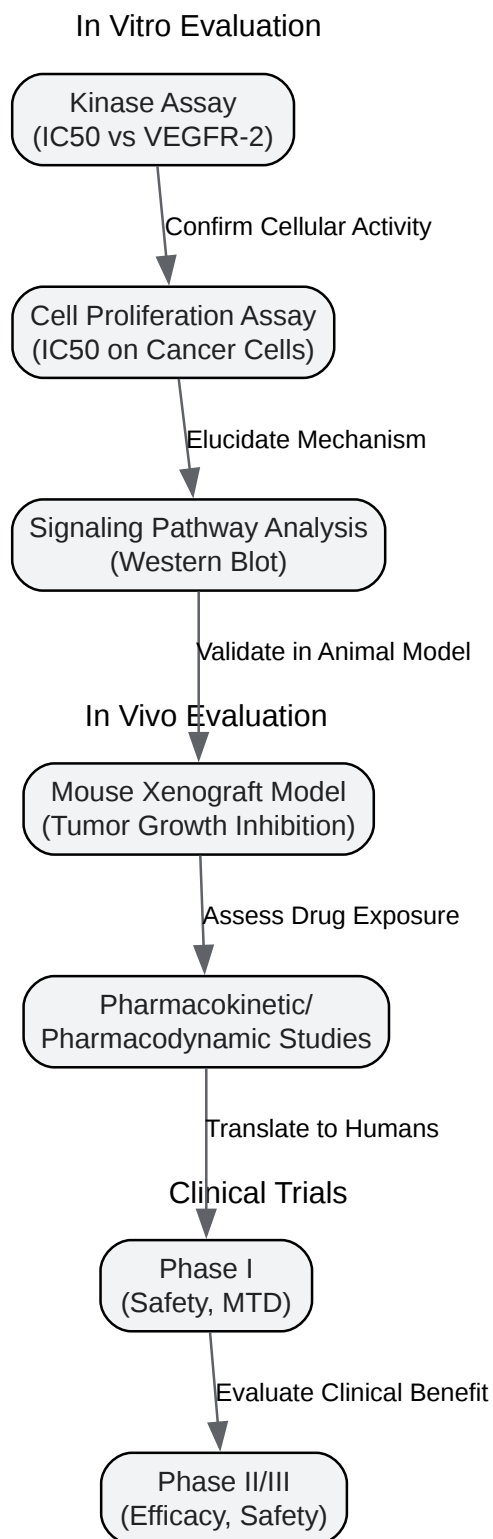 In Vitro Evaluation
Kinase Assay
(IC50 vs VEGFR-2)
Confirm Cellular Activity
Cell Proliferation Assay
(IC50 on Cancer Cells)
Elucidate Mechanism
Signaling Pathway Analysis
(Western Blot)
Validate in Animal Model
In Vivo Evaluation
Mouse Xenograft Model
(Tumor Growth Inhibition)
Assess Drug Exposure
Pharmacokinetic/
Pharmacodynamic Studies
Translate to Humans
Clinical Trials
Phase I
(Safety, MTD)
Evaluate Clinical Benefit
Phase II/III
(Efficacy, Safety)